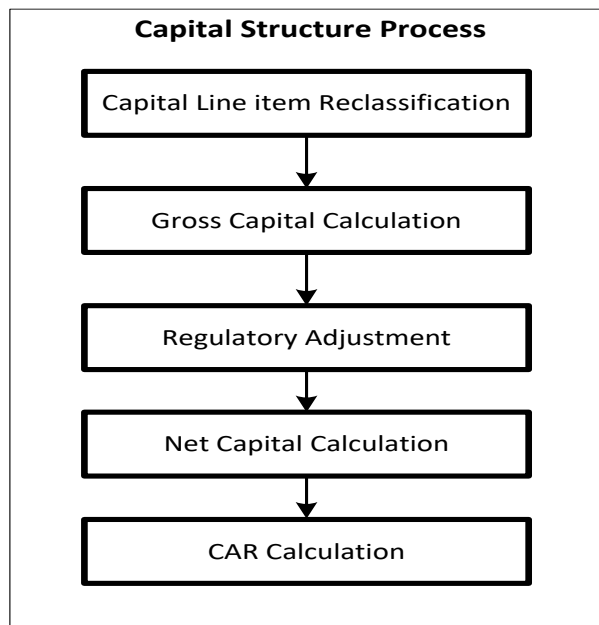 Capital Structure Process
Capital Line item Reclassification
Gross Capital Calculation
Regulatory Adjustment
Net Capital Calculation
CAR Calculation